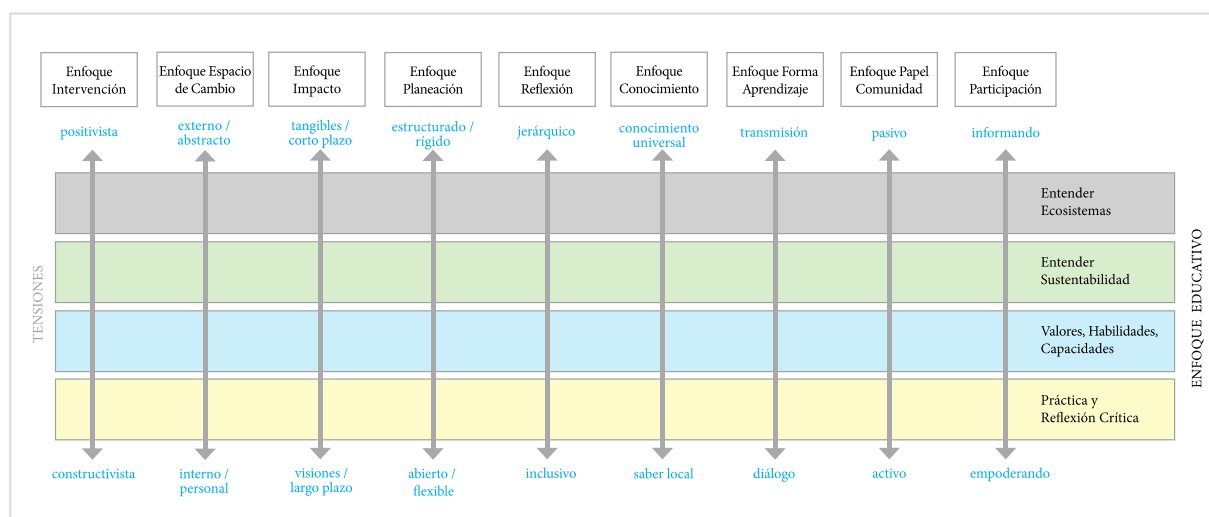 Enfoque
Intervención
Enfoque Espacio
de Cambio
Enfoque
Impacto
Enfoque
Planeación
Enfoque
Reflexión
Enfoque
Conocimiento
Enfoque Forma
Aprendizaje
Enfoque Papel
Comunidad
Enfoque
Participación
positivista
externo /
abstracto
tangibles /
corto plazo
estructurado /
rígido
jerárquico
conocimiento
universal
transmisión
pasivo
informando
TENSIONES
Entender
Ecosistemas
Entender
Sustentabilidad
Valores, Habilidades,
Capacidades
Práctica y
Reflexión Crítica
ENFOQUE EDUCATIVO
constructivista
interno /
personal
visiones /
largo plazo
abierto /
flexible
inclusivo
saber local
diálogo
activo
empoderando